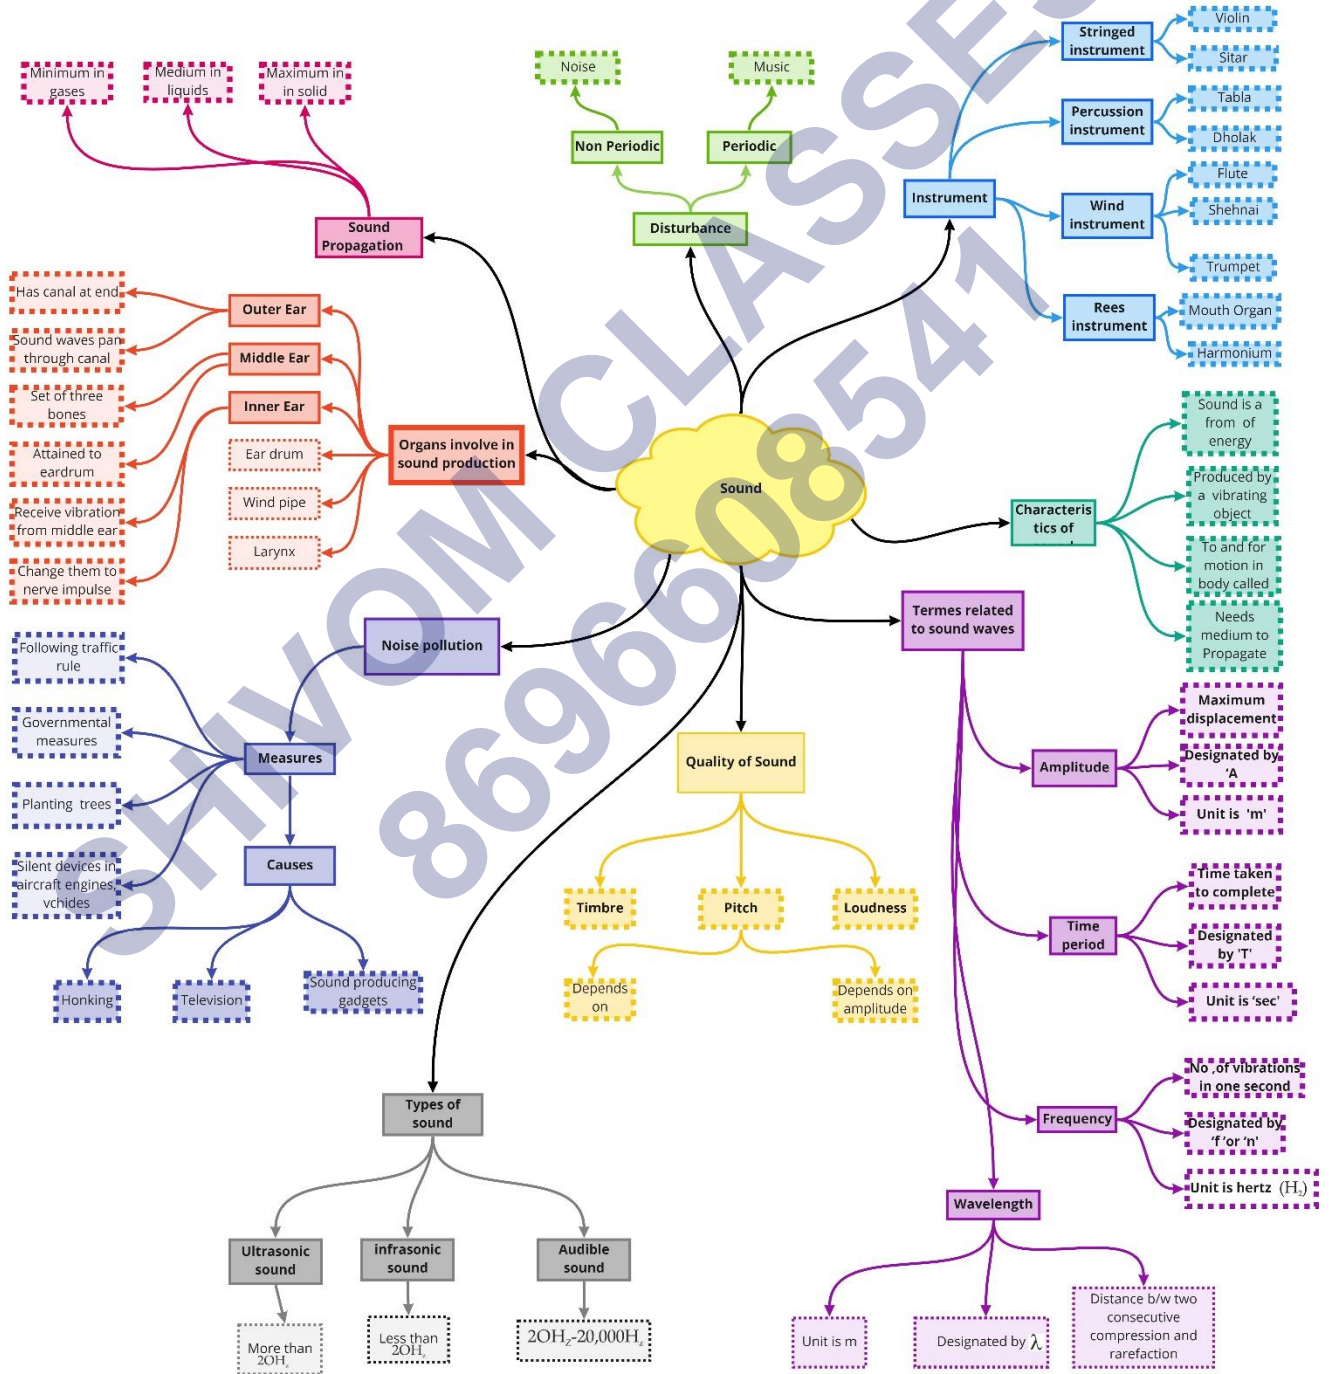 Violin
Stringed
instrument
Sitar
Noise
Music
Minimum in
gases
Medium in
liquids
Maximum in
in solid
Tabla
Percussion
instrument
Dholak
Non Periodic
Periodic
Flute
Instrument
Wind
instrument
Shehnai
Sound
Propagation
Disturbance
Trumpet
Has canal at end
Outer Ear
Rees
instrument
Mouth Organ
Harmonium
Sound waves pan
through canal
Middle Ear
Set of three
bones
Inner Ear
Sound is a
from of
energy
Attained to
eardrum
Ear drum
Organs involve in
sound production
Sound
Produced by
a vibrating
object
Receive vibration
from middle ear
Wind pipe
Characteris
tics of
Larynx
To and for
motion in
body called
Change them to
nerve impulse
Termes related
to sound waves
Needs
medium to
Propagate
Following traffic
rule
Noise pollution
Maximum
displacement
Governmental
measures
Measures
Quality of Sound
Amplitude
Designated by
‘A
Planting trees
Unit is 'm'
Silent devices in
aircraft engines,
vchides
Causes
Time taken
to complete
Timbre
Pitch
Loudness
Time
period
Designated
by 'T'
Honking
Television
Sound producing
gadgets
Depends
on
Depends on
amplitude
Unit is ‘sec'
No ,of vibrations
in one second
Types of
sound
Frequency
Designated by
‘f ‘or ‘n'
Unit is hertz (Hz)
Wavelength
Ultrasonic
sound
infrasonic
sound
Audible
sound
More than
2OHz
Less than
2OHz
2OHZ-20,000Hz
Unit is m
Designated by λ
Distance b/w two
consecutive
compression and
rarefaction
SHIVOM CLASSES
8696608541